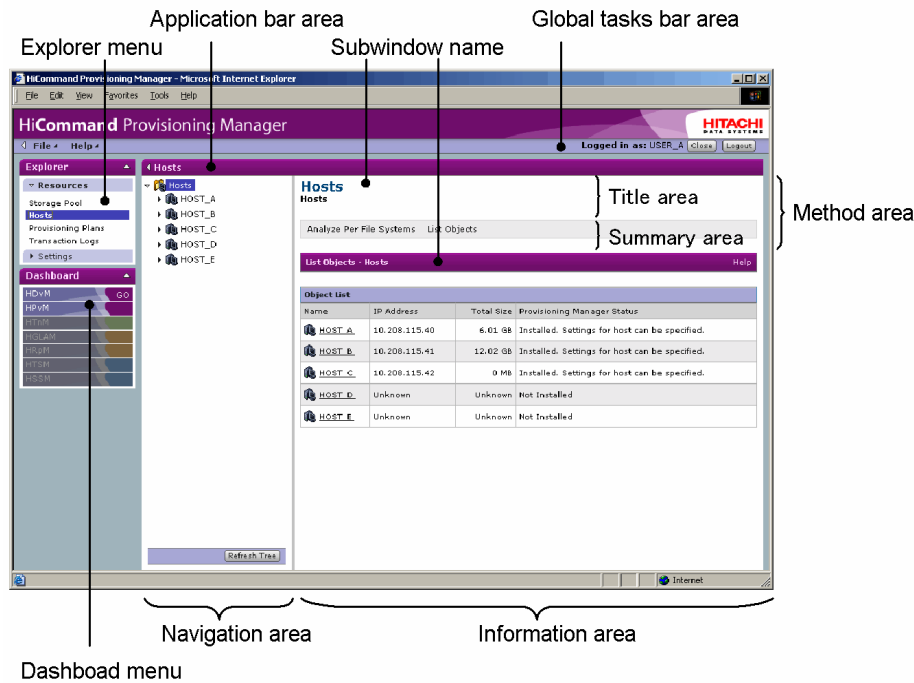 Application bar area
Global tasks bar area
Explorer menu
Subwindow name
HiCommand Provisioning Manager - Microsoft Internet Explorer
File Edit View Favorites Tools Help
HiCommand Provisioning Manager
HITACHI
DATA SYSTEMS
File Help
Logged in as: USER_A Close Logout
Explorer
Resources
Storage Pool
Hosts
Provisioning Plans
Transaction Logs
Settings
Dashboard
HDvM GO
HPvM
HTnM
HGLAM
HRpM
HTSM
HSSM
Hosts
Hosts
HOST_A
HOST_B
HOST_C
HOST_D
HOST_E
Refresh Tree
Hosts
Hosts
Title area
Method area
Analyze Per File Systems List Objects
Summary area
List Objects - Hosts Help
Object List
Name IP Address Total Size Provisioning Manager Status
HOST_A 10.208.115.40 6.01 GB Installed. Settings for host can be specified.
HOST_B 10.208.115.41 12.02 GB Installed. Settings for host can be specified.
HOST_C 10.208.115.42 0 MB Installed. Settings for host can be specified.
HOST_D Unknown Unknown Not Installed
HOST_E Unknown Unknown Not Installed
Internet
Navigation area
Information area
Dashboad menu